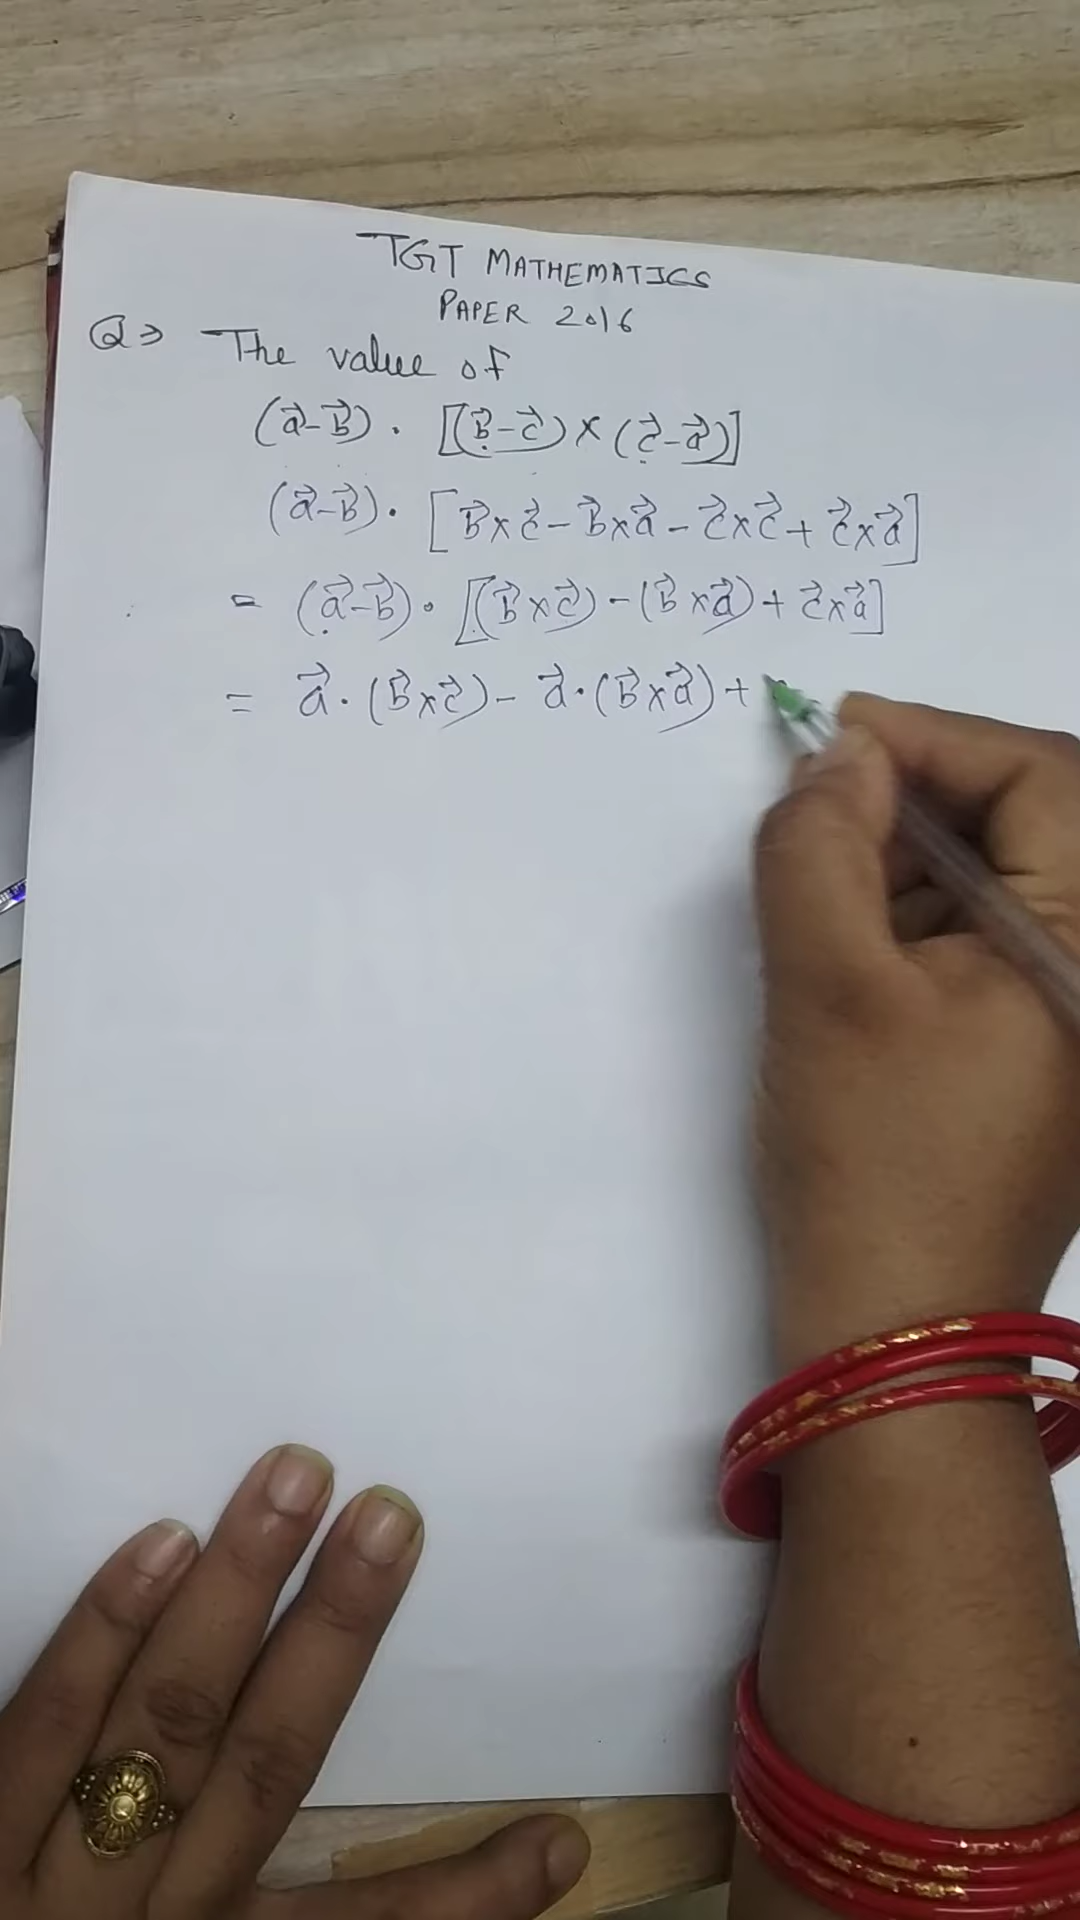 TGT MATHEMATICS
PAPER 2016
Q⇒ The value of
(a⃗-b⃗) . [(b⃗-c⃗)×(c⃗-a⃗)]
(a⃗-b⃗) . [b⃗×c⃗-b⃗×a⃗-c⃗×c⃗+c⃗×a⃗]
= (a⃗-b⃗) . [(b⃗×c⃗)-(b⃗×a⃗)+c⃗×a⃗]
= a⃗ . (b⃗×c⃗)-a⃗ . (b⃗×a⃗)+